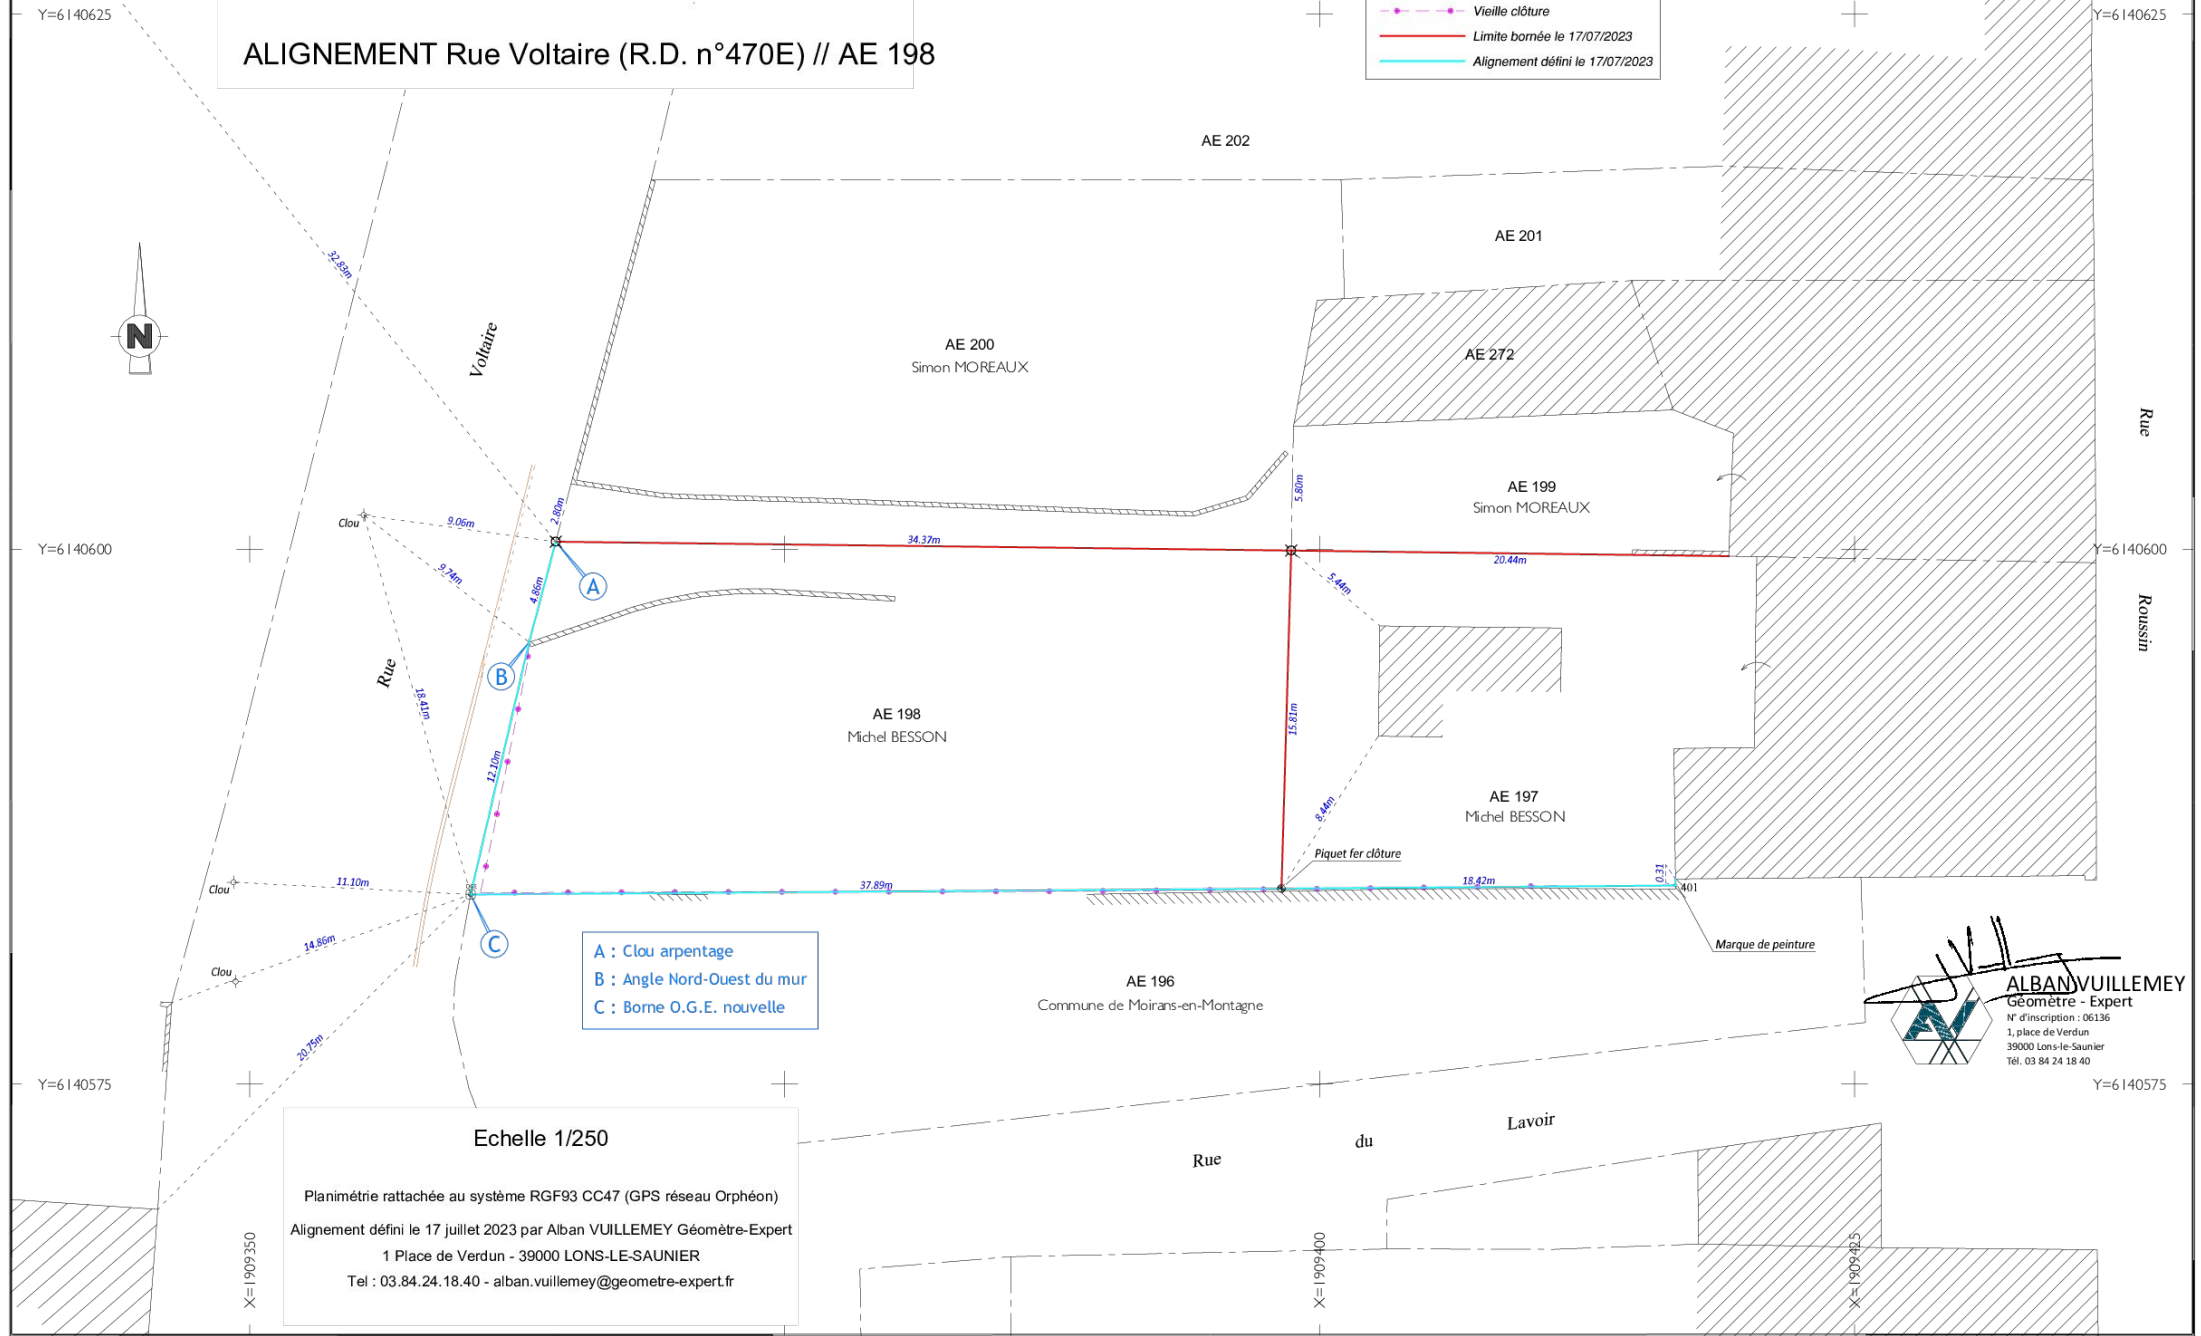 Y=6140625
Y=6140625
Vieille clôture
Limite bornée le 17/07/2023
Alignement défini le 17/07/2023
ALIGNEMENT Rue Voltaire (R.D. n°470E) // AE 198
AE 202
AE 201
32.83m
N
Voltaire
AE 200
Simon MOREAUX
AE 272
Rue
5.80m
AE 199
Simon MOREAUX
2.80m
Clou
9.06m
Y=6140600
34.37m
20.44m
Y=6140600
9.74m
4.86m
A
5.44m
Roussin
Rue
B
18.41m
12.10m
AE 198
Michel BESSON
15.81m
8.44m
AE 197
Michel BESSON
Piquet fer clôture
Clou
11.10m
37.89m
18.42m
0.31
401
C
14.86m
Clou
Marque de peinture
A : Clou arpentage
B : Angle Nord-Ouest du mur
C : Borne O.G.E. nouvelle
AE 196
Commune de Moirans-en-Montagne
ALBAN VUILLEMEY
Géomètre - Expert
N° d'inscription : 06136
1, place de Verdun
39000 Lons-le-Saunier
Tél. 03 84 24 18 40
AV
20.75m
Y=6140575
Y=6140575
Rue du Lavoir
Echelle 1/250
Planimétrie rattachée au système RGF93 CC47 (GPS réseau Orphéon)
Alignement défini le 17 juillet 2023 par Alban VUILLEMEY Géomètre-Expert
1 Place de Verdun - 39000 LONS-LE-SAUNIER
Tel : 03.84.24.18.40 - alban.vuillemey@geometre-expert.fr
X=1909350
X=1909400
X=1909425